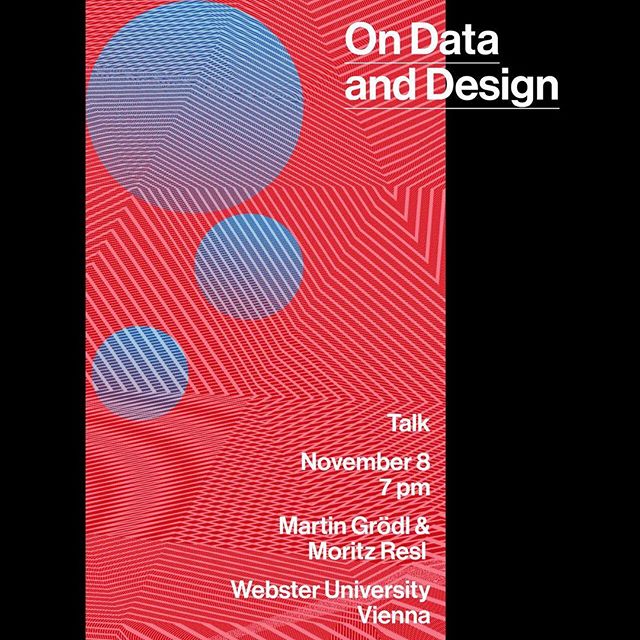 On Data
and Design
Talk
November 8
7 pm
Martin Grödl &
Moritz Resl
Webster University
Vienna